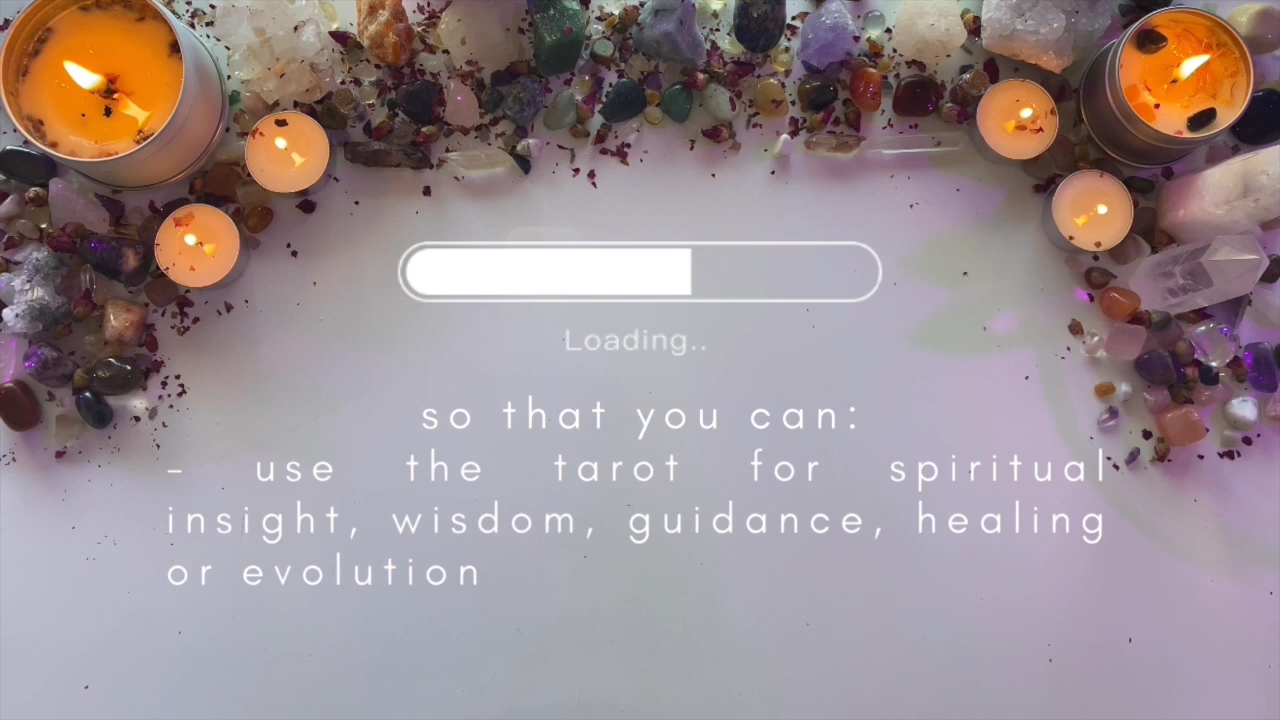 Loading..
so that you can:
- use the tarot for spiritual
insight, wisdom, guidance, healing
or evolution